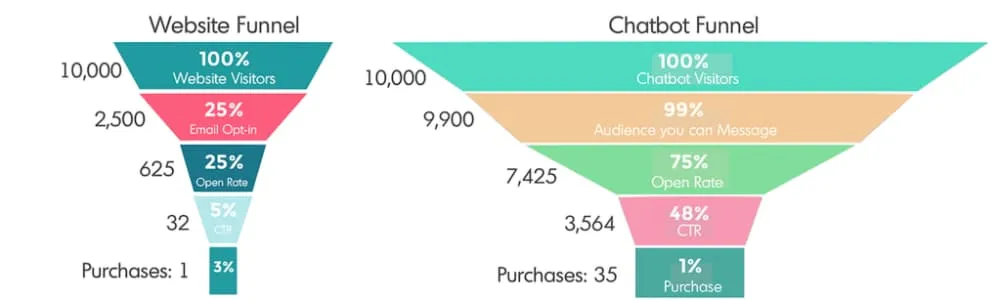 Website Funnel
10,000
100%
Website Visitors
2,500
25%
Email Opt-in
625
25%
Open Rate
32
5%
CTR
Purchases: 1
3%
Chatbot Funnel
10,000
100%
Chatbot Visitors
9,900
99%
Audience you can Message
7,425
75%
Open Rate
3,564
48%
CTR
Purchases: 35
1%
Purchase